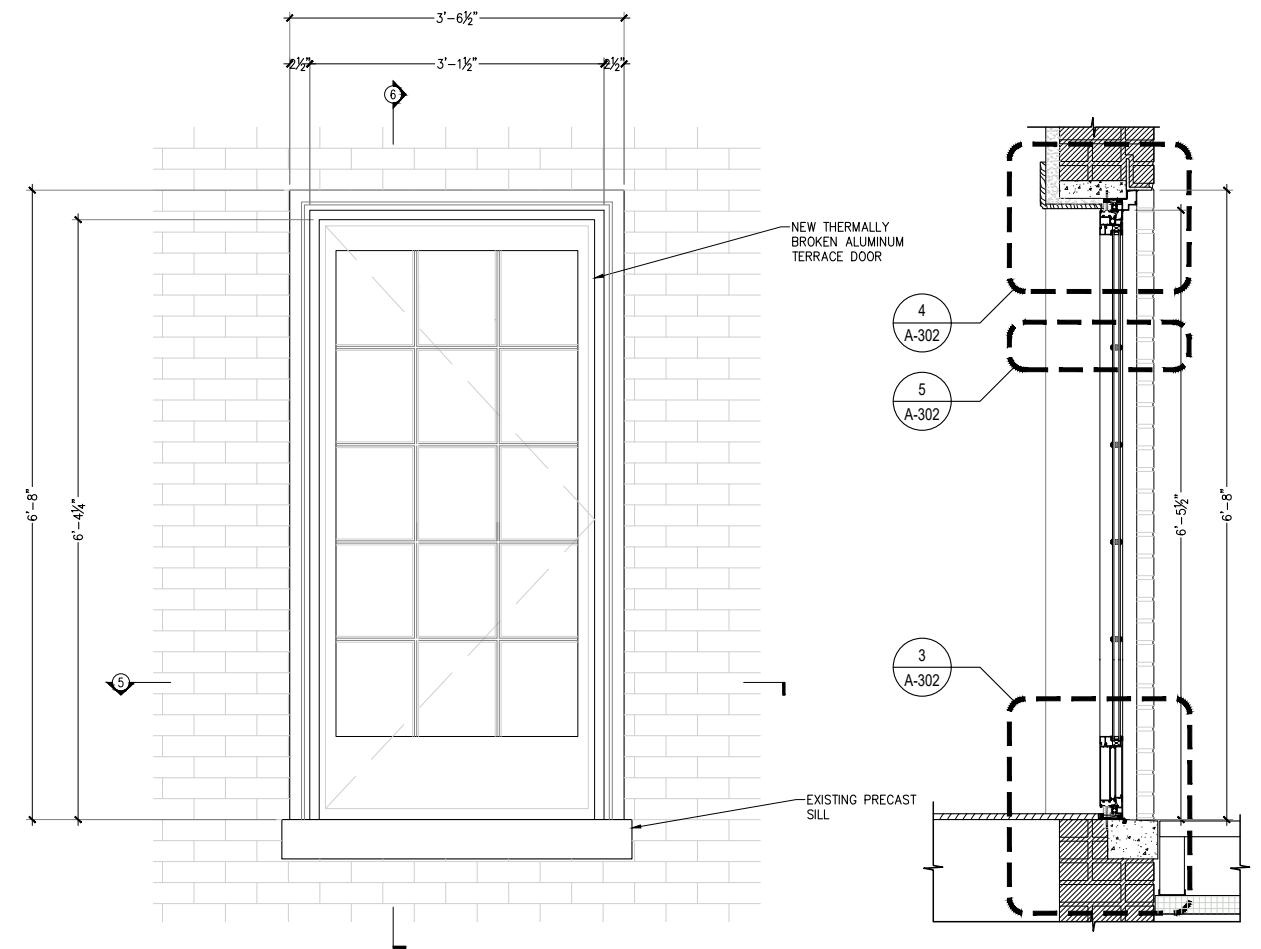 3'-6½"
2½"
3'-1½"
2½"
6
NEW THERMALLY
BROKEN ALUMINUM
TERRACE DOOR
4
A-302
5
A-302
6'-8"
6'-4¼"
6'-5½"
6'-8"
3
A-302
5
EXISTING PRECAST
SILL